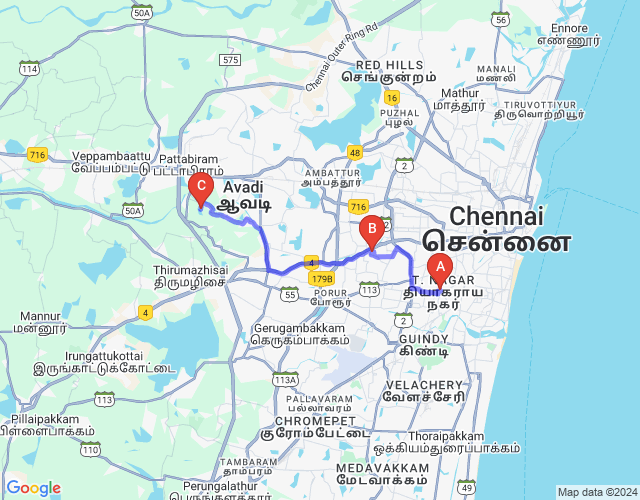 50A
Ennore
எண்ணூர்
Chennai Outer Ring Rd
56
575
RED HILLS
செங்குன்றம்
MANALI
மணலி
114
Mathur
மாத்தூர்
16
TIRUVOTTIYUR
திருவொற்றியூர்
PUZHAL
புழல்
716
48
2
Veppambaattu
வேப்பம்பட்டு
Pattabiram
பட்டாபிராம்
AMBATTUR
அம்பத்தூர்
C
Avadi
ஆவடி
50A
716
2
Chennai
சென்னை
B
A
4
Thirumazhisai
திருமழிசை
179B
T. NAGAR
தியாகராய
நகர்
55
PORUR
போரூர்
113
4
Mannur
மன்னூர்
Gerugambakkam
கெருகம்பாக்கம்
2
GUINDY
கிண்டி
Irungattukottai
இருங்காட்டுக்கோட்டை
113A
113
VELACHERY
வேளச்சேரி
PALLAVARAM
பல்லாவரம்
Pillaipakkam
பிள்ளைபாக்கம்
CHROMEPET
குரோம்பேட்டை
Thoraipakkam
ஒக்கியம்துரைப்பாக்கம்
110
TAMBARAM
தாம்பரம்
MEDAVAKKAM
மேடவாக்கம்
Perungalathur
பெருங்களத்தூர்
49
Google
Map data ©2024